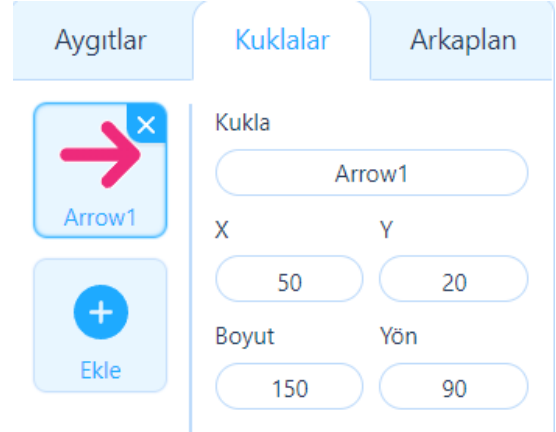 Aygıtlar Kuklalar Arkaplan
Arrow1
Ekle
Kukla
Arrow1
X Y
50 20
Boyut Yön
150 90